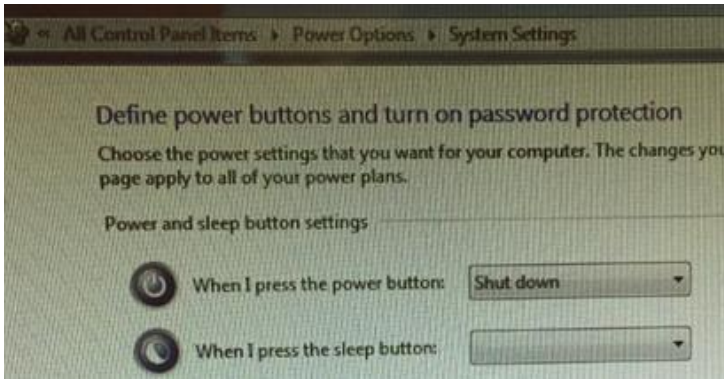 « All Control Panel Items ▸ Power Options ▸ System Settings
Define power buttons and turn on password protection
Choose the power settings that you want for your computer. The changes you
page apply to all of your power plans.
Power and sleep button settings
When I press the power button: Shut down
When I press the sleep button: